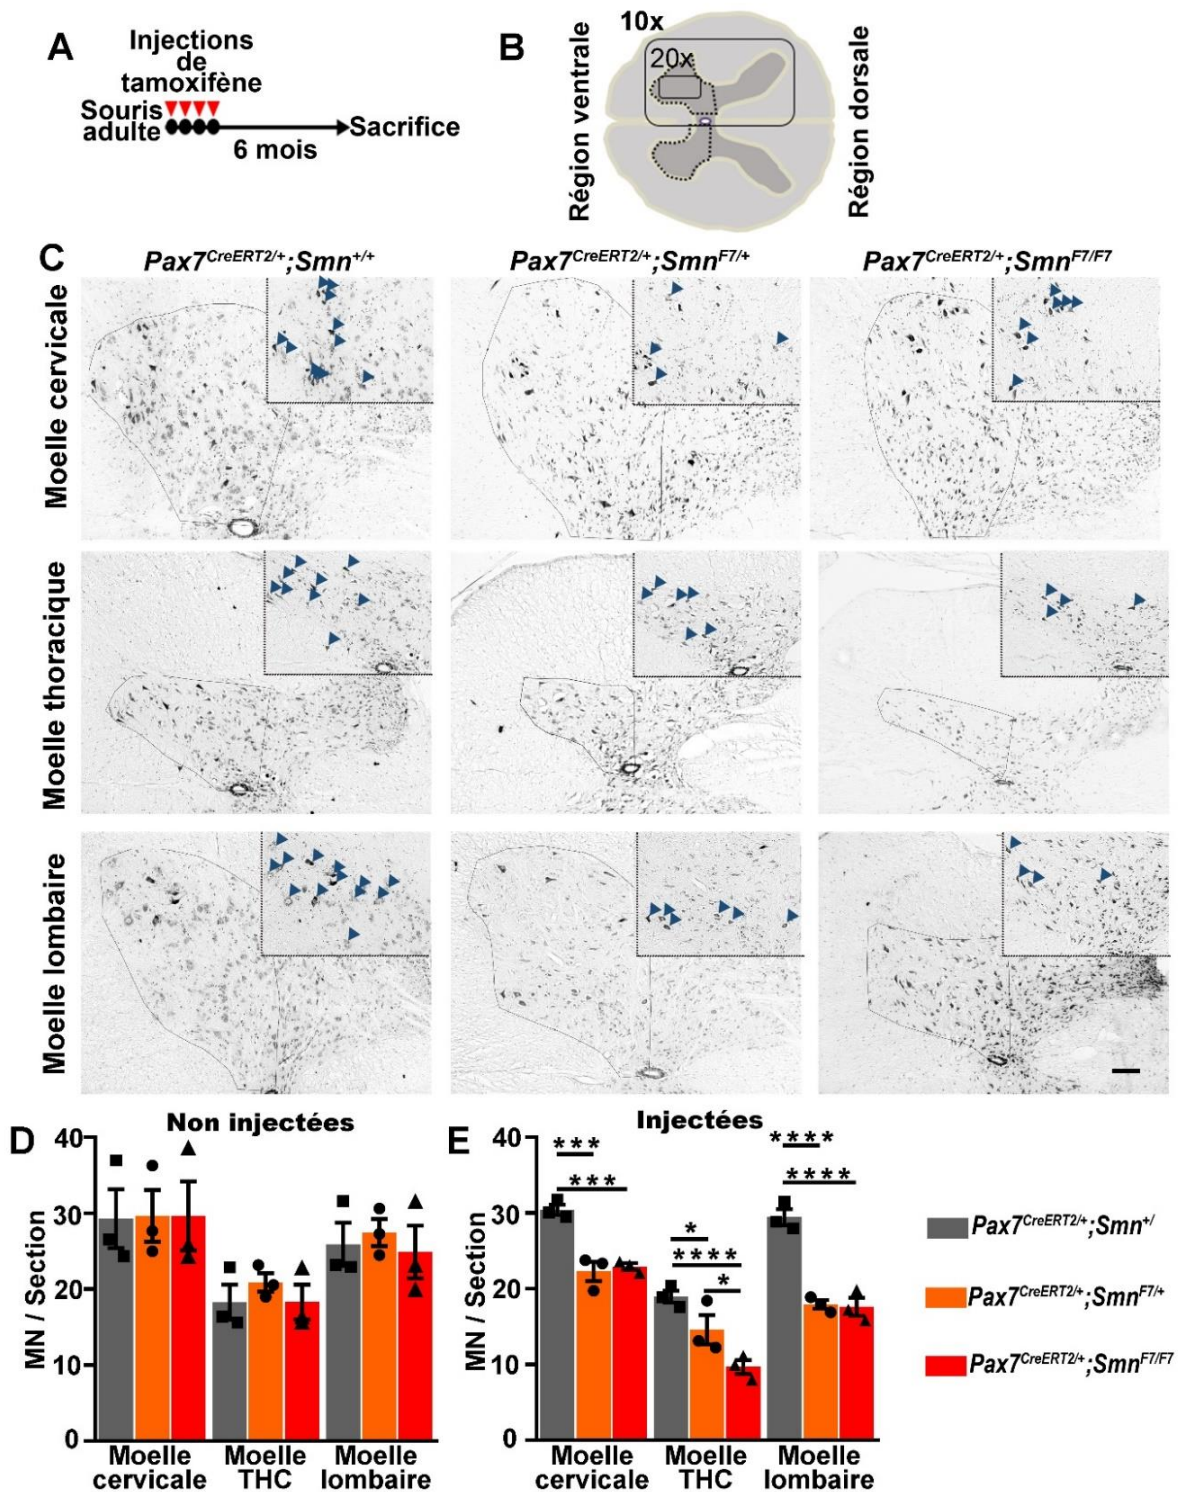 A
Injections
de
tamoxifène
Souris
adulte
Sacrifice
6 mois
B
10x
20x
Région ventrale
Région dorsale
C
Pax7CreERT2/+;Smn+/+
Pax7CreERT2/+;SmnF7/+
Pax7CreERT2/+;SmnF7/F7
Moelle cervicale
Moelle thoracique
Moelle lombaire
D
Non injectées
MN / Section
40
30
20
10
0
Moelle
cervicale
Moelle
THC
Moelle
lombaire
E
Injectées
MN / Section
40
30
20
10
0
***
***
*
****
*
****
****
Moelle
cervicale
Moelle
THC
Moelle
lombaire
Pax7CreERT2/+;Smn+/
Pax7CreERT2/+;SmnF7/+
Pax7CreERT2/+;SmnF7/F7